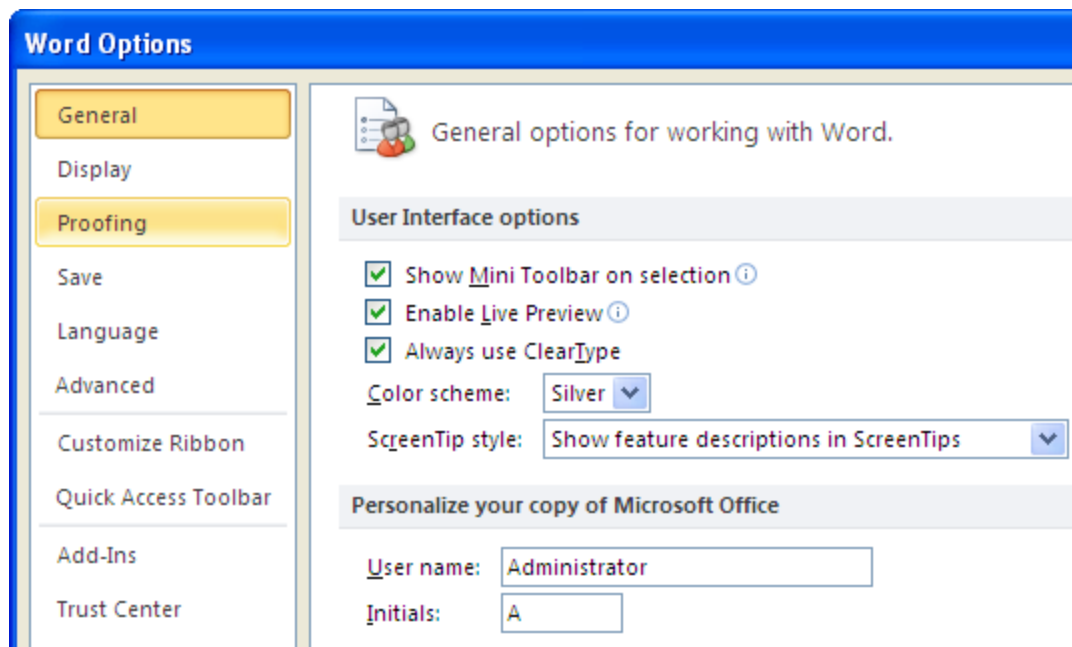 Word Options
General
Display
Proofing
Save
Language
Advanced
Customize Ribbon
Quick Access Toolbar
Add-Ins
Trust Center
General options for working with Word.
User Interface options
Show Mini Toolbar on selection
Enable Live Preview
Always use ClearType
Color scheme: Silver
ScreenTip style: Show feature descriptions in ScreenTips
Personalize your copy of Microsoft Office
User name: Administrator
Initials: A